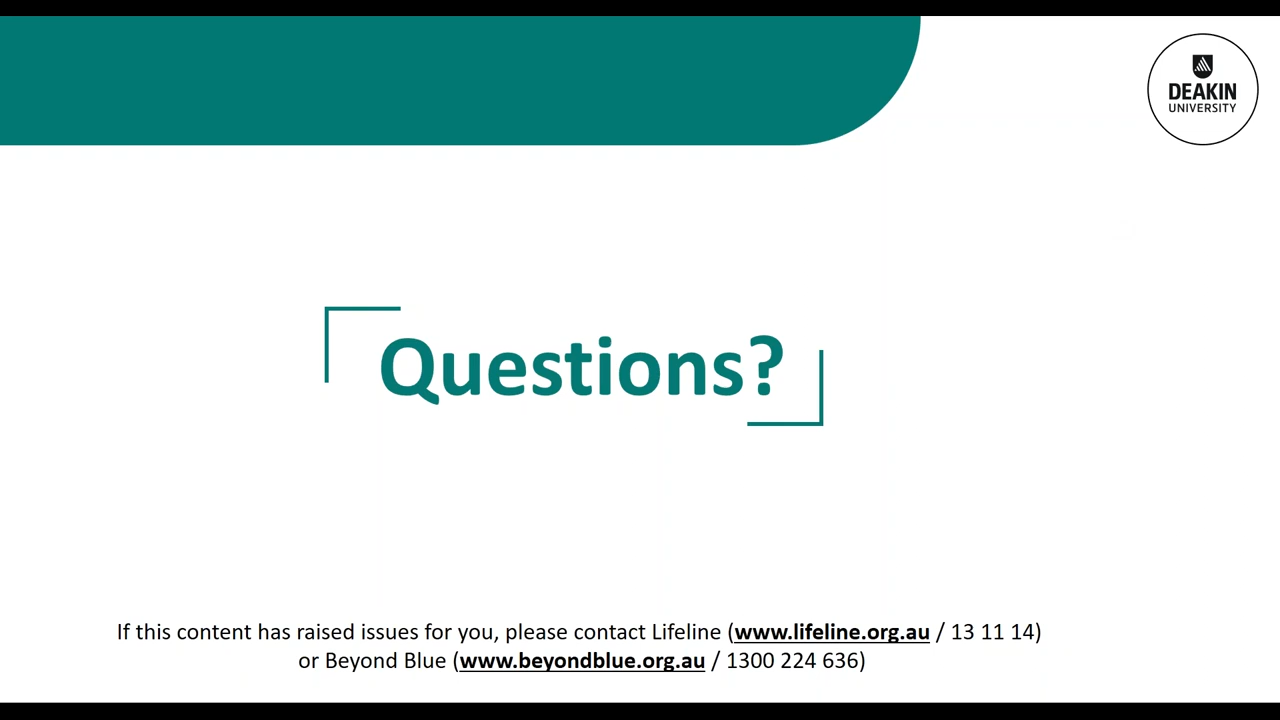 DEAKIN
UNIVERSITY
Questions?
If this content has raised issues for you, please contact Lifeline (www.lifeline.org.au / 13 11 14)
or Beyond Blue (www.beyondblue.org.au / 1300 224 636)